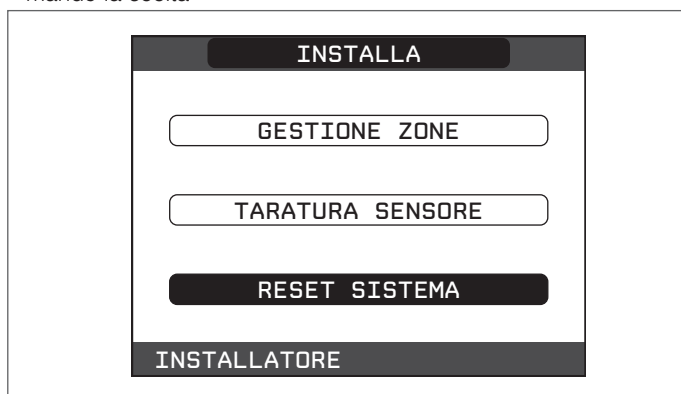 INSTALLA
GESTIONE ZONE
TARATURA SENSORE
RESET SISTEMA
INSTALLATORE